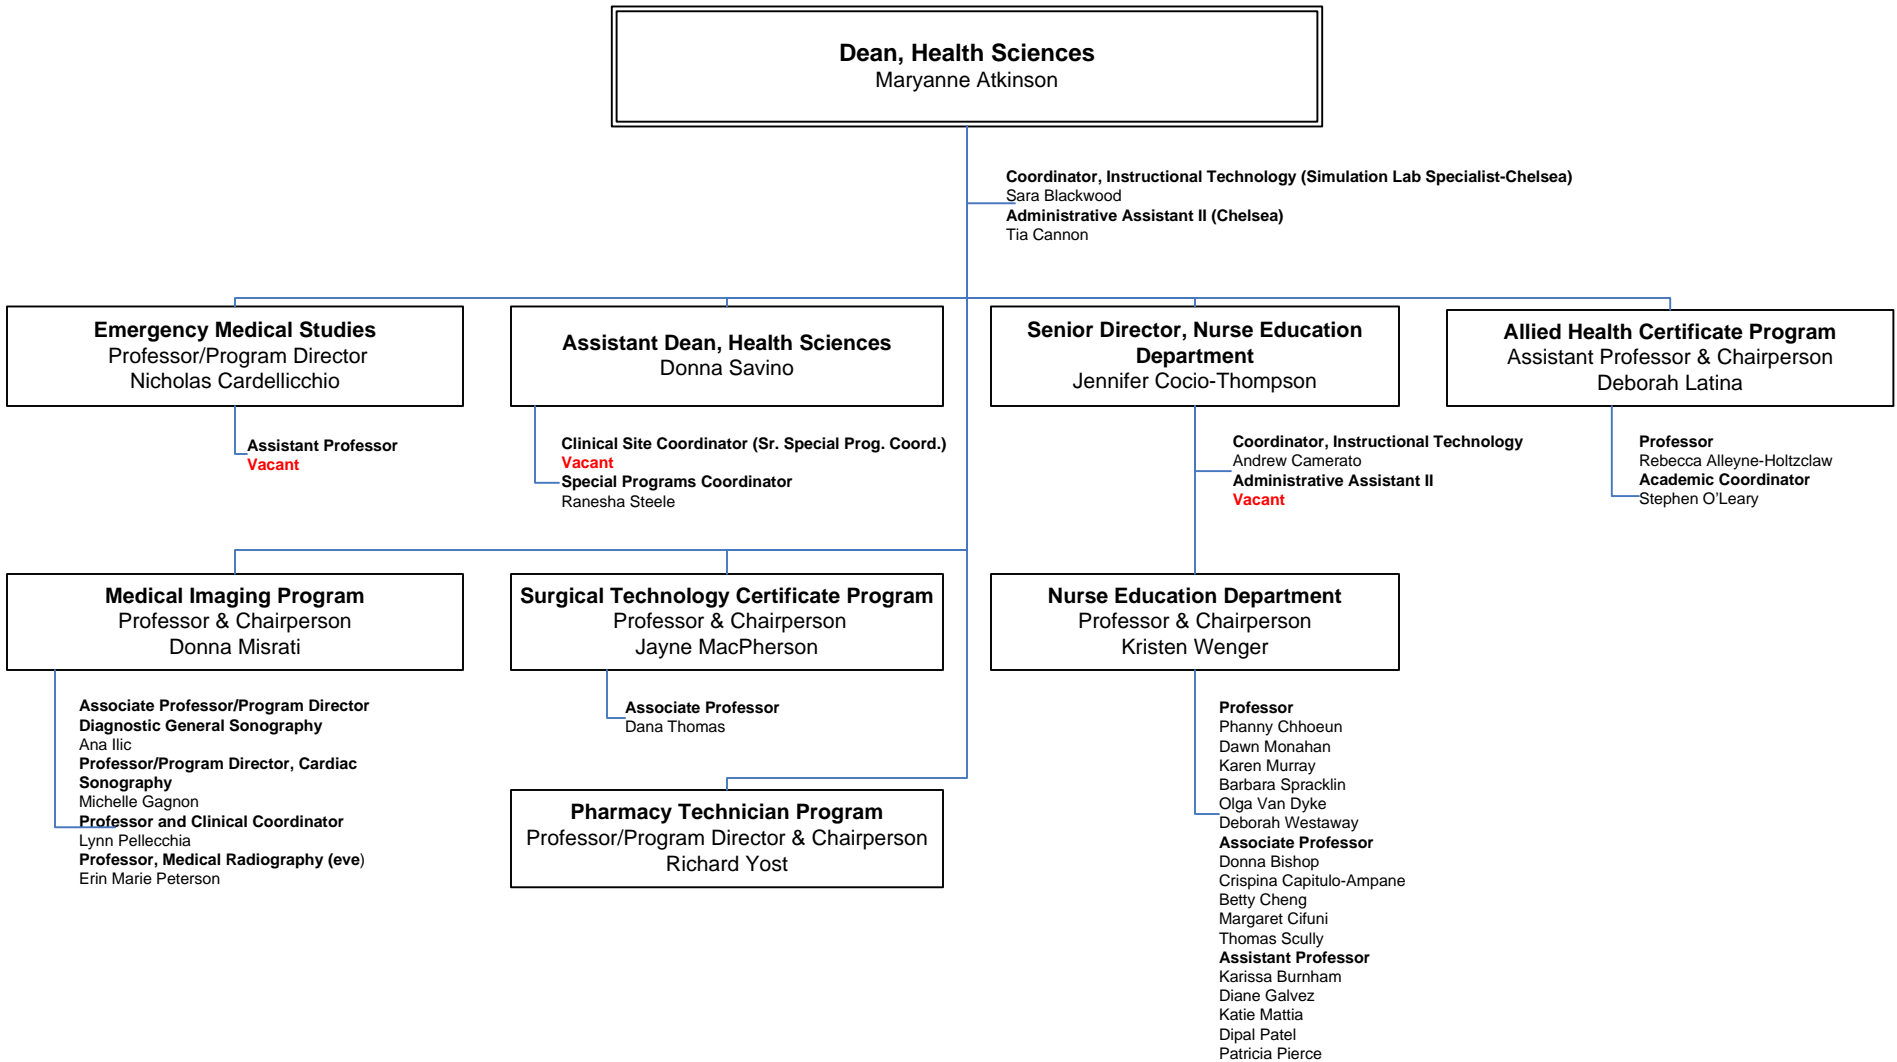 Dean, Health Sciences
Maryanne Atkinson
Coordinator, Instructional Technology (Simulation Lab Specialist-Chelsea)
Sara Blackwood
Administrative Assistant II (Chelsea)
Tia Cannon
Emergency Medical Studies
Professor/Program Director
Nicholas Cardellicchio
Assistant Professor
Vacant
Assistant Dean, Health Sciences
Donna Savino
Clinical Site Coordinator (Sr. Special Prog. Coord.)
Vacant
Special Programs Coordinator
Ranesha Steele
Senior Director, Nurse Education
Department
Jennifer Cocio-Thompson
Coordinator, Instructional Technology
Andrew Camerato
Administrative Assistant II
Vacant
Allied Health Certificate Program
Assistant Professor & Chairperson
Deborah Latina
Professor
Rebecca Alleyne-Holtzclaw
Academic Coordinator
Stephen O’Leary
Medical Imaging Program
Professor & Chairperson
Donna Misrati
Associate Professor/Program Director
Diagnostic General Sonography
Ana Ilic
Professor/Program Director, Cardiac
Sonography
Michelle Gagnon
Professor and Clinical Coordinator
Lynn Pellecchia
Professor, Medical Radiography (eve)
Erin Marie Peterson
Surgical Technology Certificate Program
Professor & Chairperson
Jayne MacPherson
Associate Professor
Dana Thomas
Pharmacy Technician Program
Professor/Program Director & Chairperson
Richard Yost
Nurse Education Department
Professor & Chairperson
Kristen Wenger
Professor
Phanny Chhoeun
Dawn Monahan
Karen Murray
Barbara Spracklin
Olga Van Dyke
Deborah Westaway
Associate Professor
Donna Bishop
Crispina Capitulo-Ampane
Betty Cheng
Margaret Cifuni
Thomas Scully
Assistant Professor
Karissa Burnham
Diane Galvez
Katie Mattia
Dipal Patel
Patricia Pierce